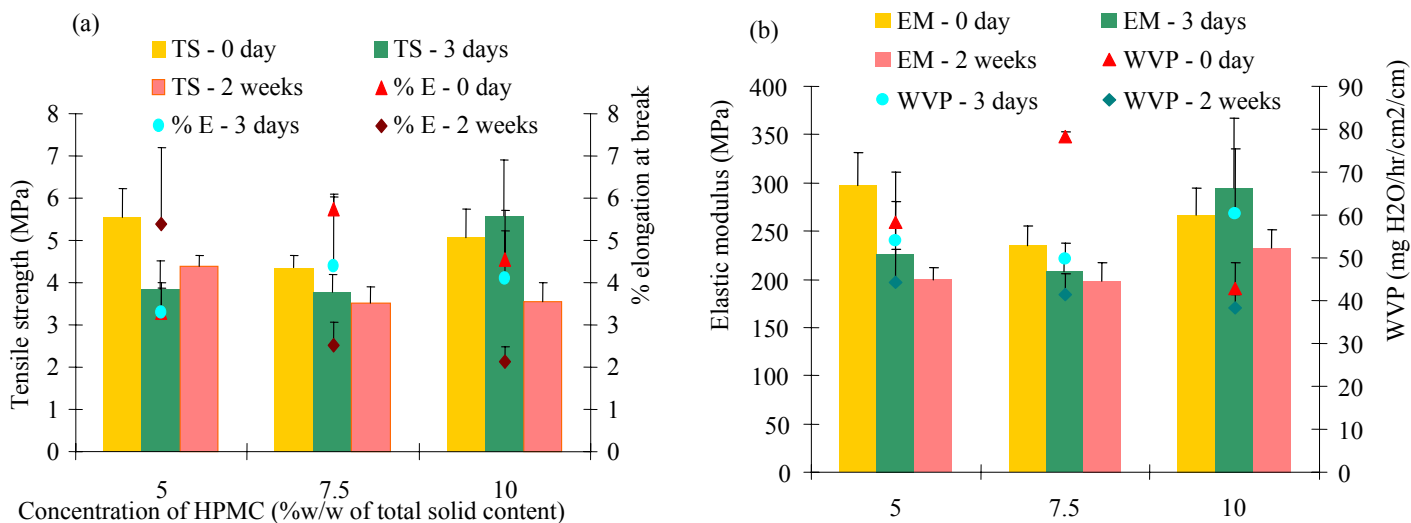 (a)
TS - 0 day
TS - 3 days
TS - 2 weeks
% E - 0 day
% E - 3 days
% E - 2 weeks
Tensile strength (MPa)
8
7
6
5
4
3
2
1
0
8
7
6
5
4
3
2
1
0
% elongation at break
5
7.5
10
Concentration of HPMC (%w/w of total solid content)
(b)
EM - 0 day
EM - 3 days
EM - 2 weeks
WVP - 0 day
WVP - 3 days
WVP - 2 weeks
Elastic modulus (MPa)
400
350
300
250
200
150
100
50
0
90
80
70
60
50
40
30
20
10
0
WVP (mg H2O/hr/cm2/cm)
5
7.5
10